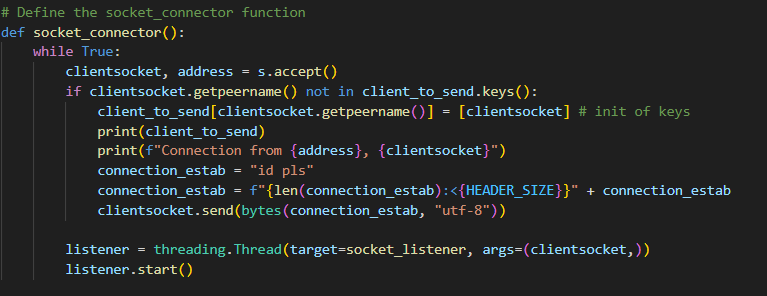 # Define the socket_connector function
def socket_connector():
    while True:
        clientsocket, address = s.accept()
        if clientsocket.getpeername() not in client_to_send.keys():
            client_to_send[clientsocket.getpeername()] = [clientsocket] # init of keys
            print(client_to_send)
            print(f"Connection from {address}, {clientsocket}")
            connection_estab = "id pls"
            connection_estab = f"{len(connection_estab):<{HEADER_SIZE}}" + connection_estab
            clientsocket.send(bytes(connection_estab, "utf-8"))

        listener = threading.Thread(target=socket_listener, args=(clientsocket,))
        listener.start()